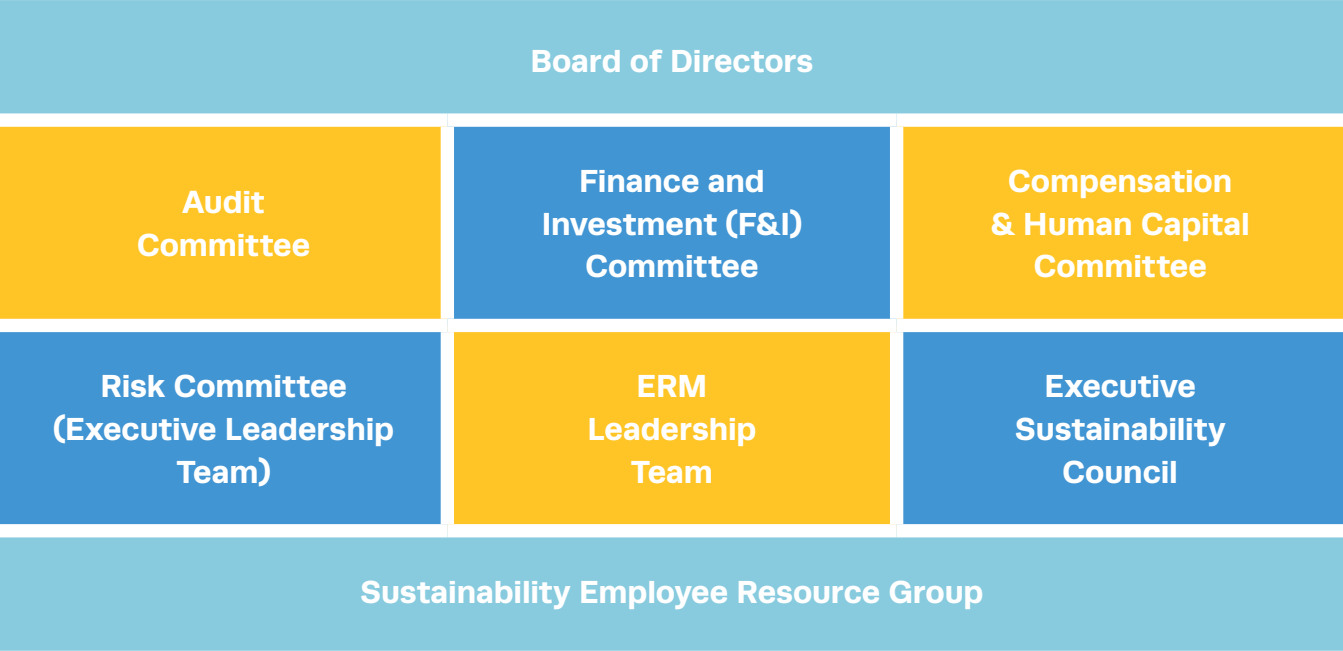 Board of Directors
Audit
Committee
Finance and
Investment (F&I)
Committee
Compensation
& Human Capital
Committee
Risk Committee
(Executive Leadership
Team)
ERM
Leadership
Team
Executive
Sustainability
Council
Sustainability Employee Resource Group